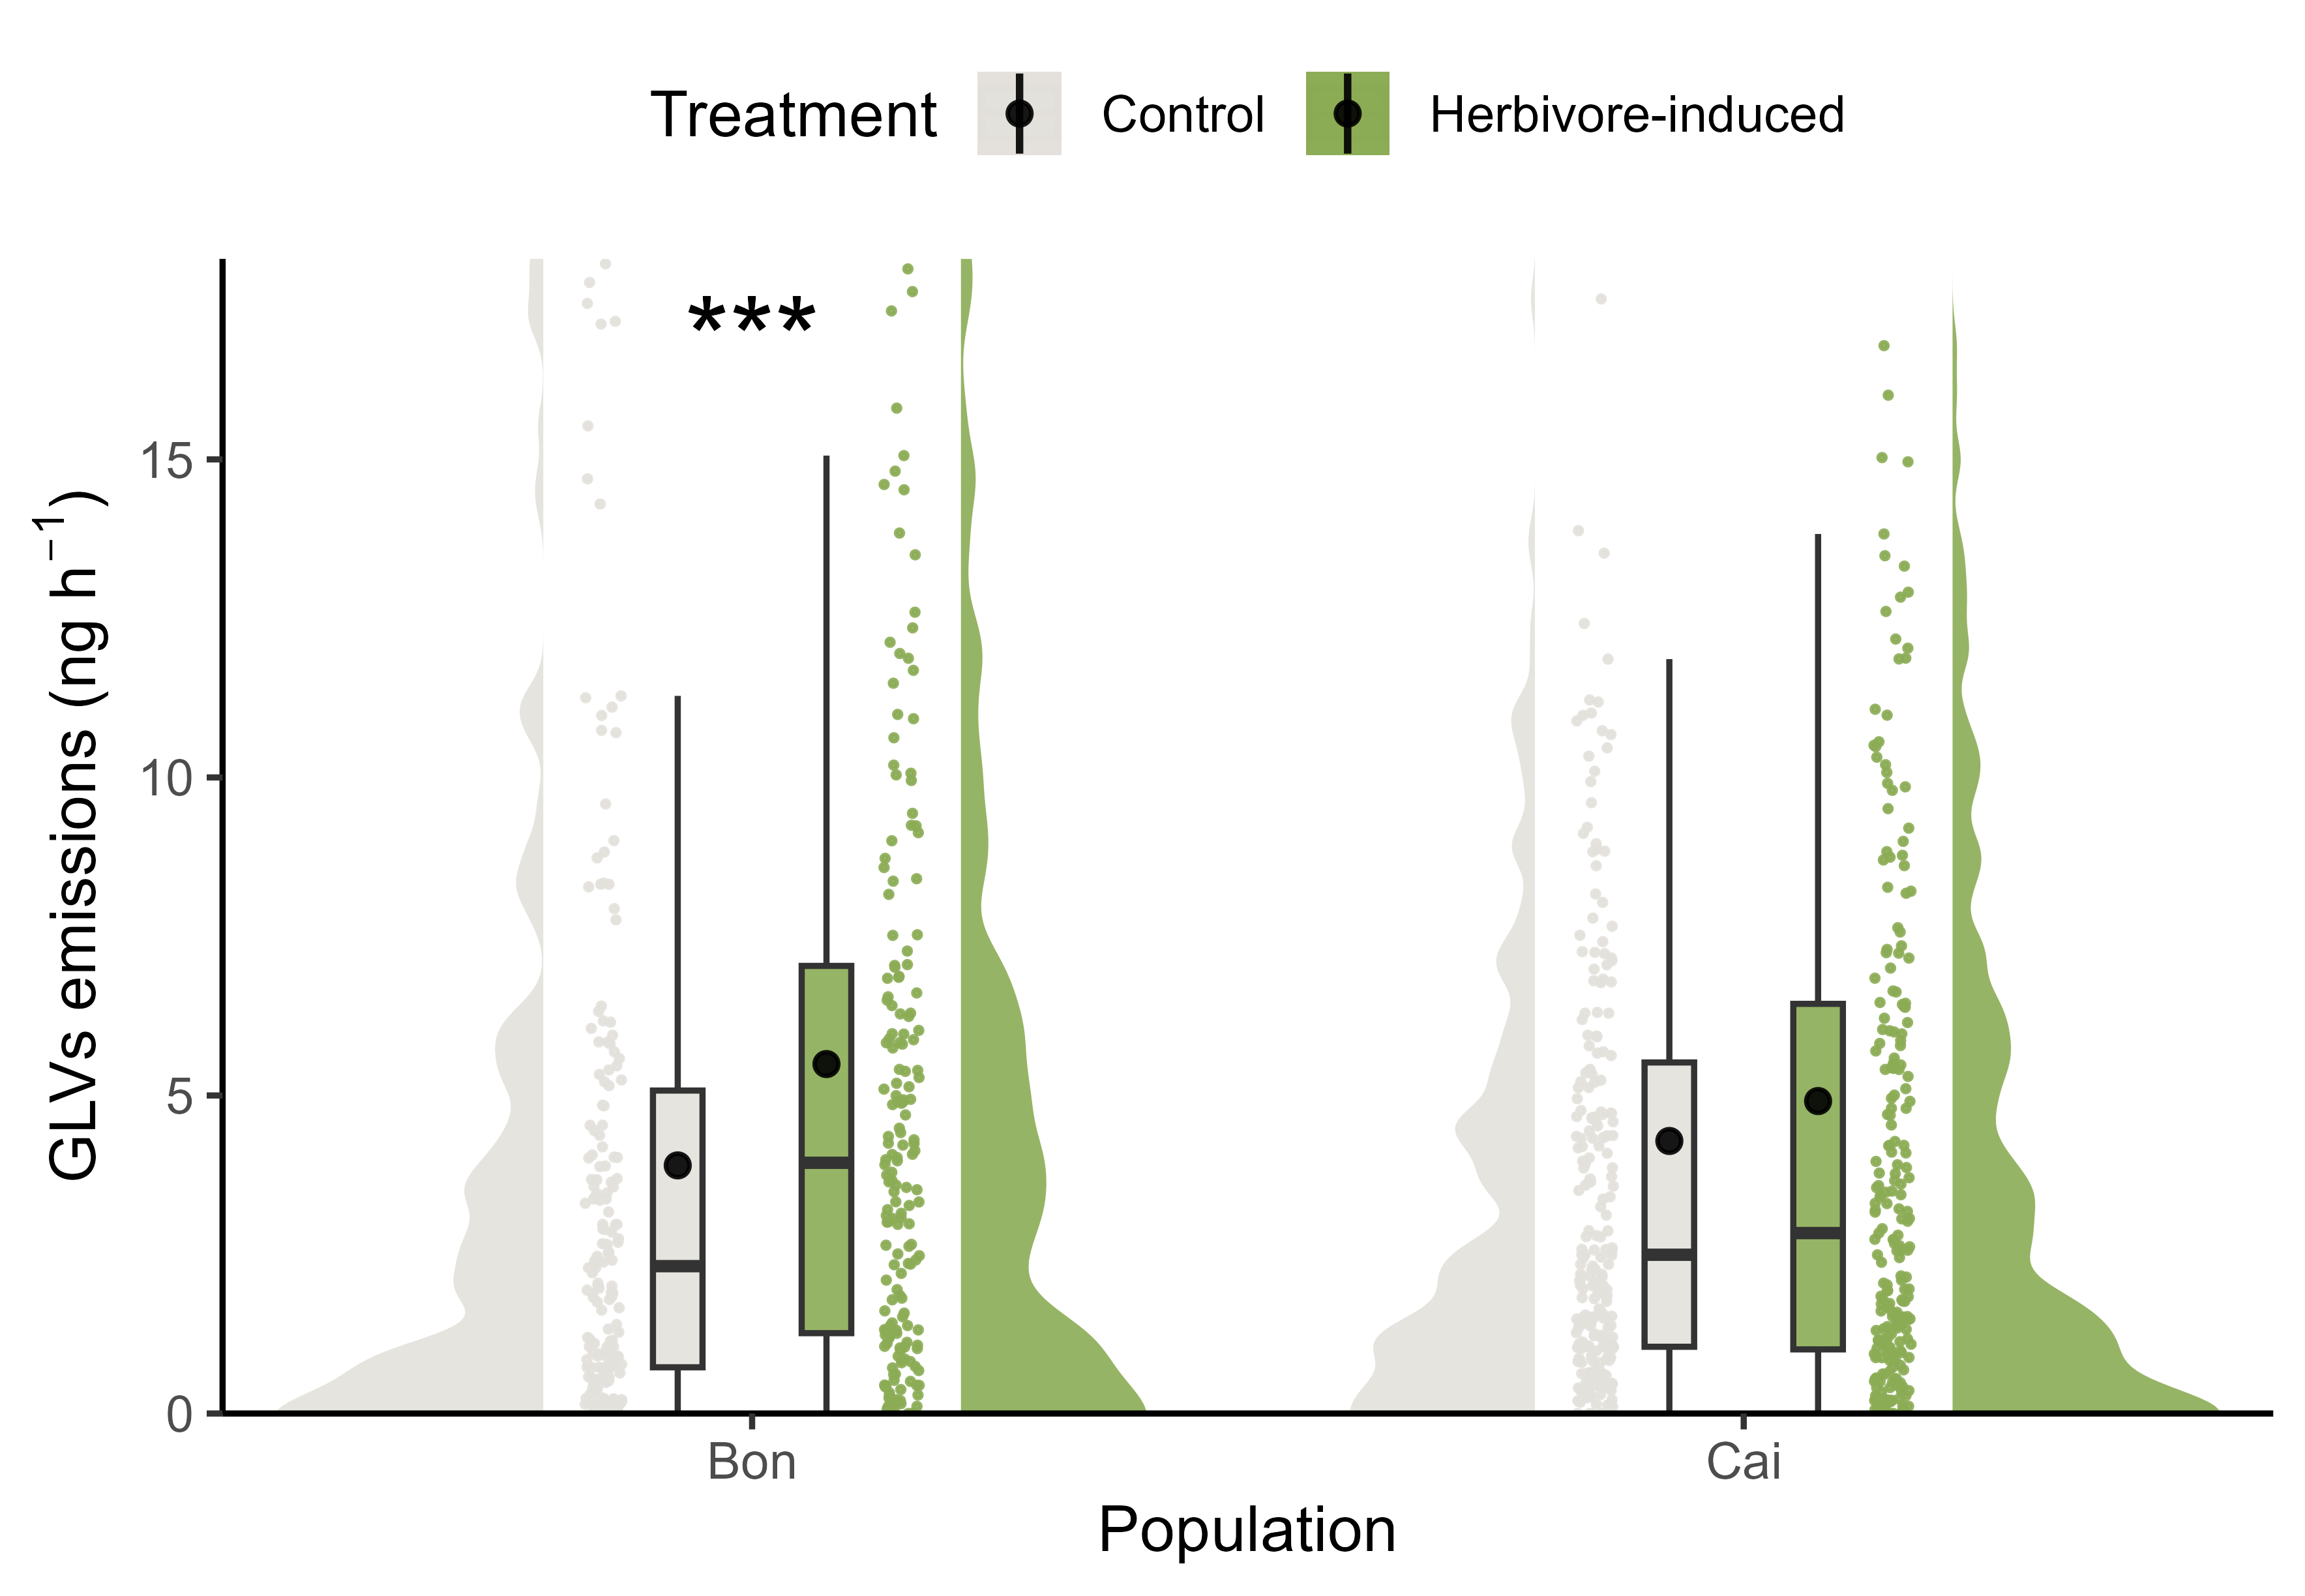 Treatment Control Herbivore-induced
***
GLVs emissions (ng h⁻¹)
15
10
5
0
Bon Cai
Population